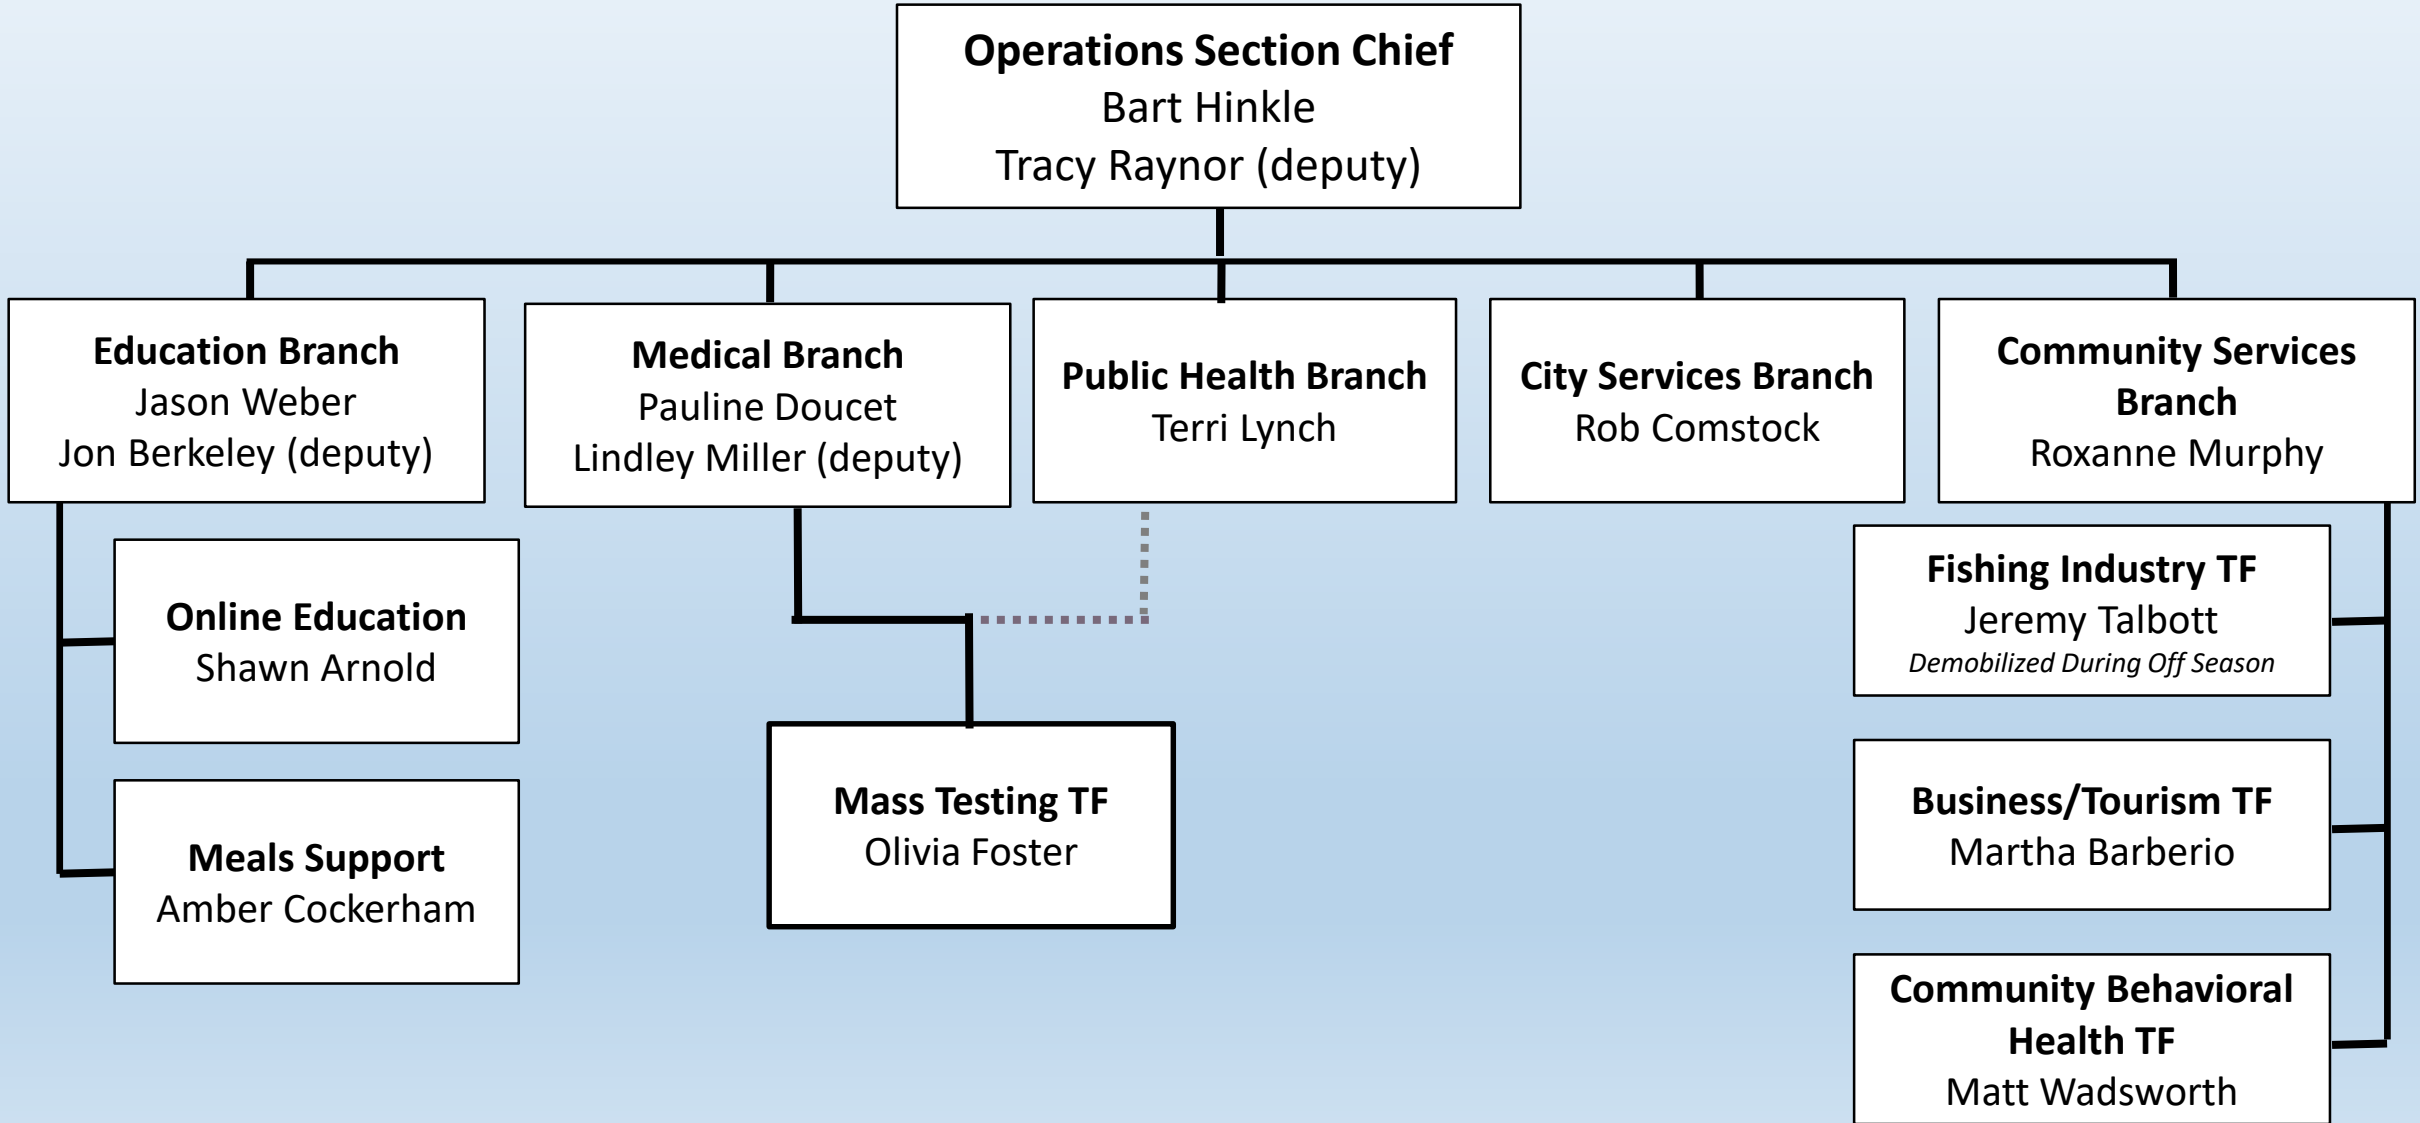 Operations Section Chief
Bart Hinkle
Tracy Raynor (deputy)
Education Branch
Jason Weber
Jon Berkeley (deputy)
Medical Branch
Pauline Doucet
Lindley Miller (deputy)
Public Health Branch
Terri Lynch
City Services Branch
Rob Comstock
Community Services
Branch
Roxanne Murphy
Online Education
Shawn Arnold
Meals Support
Amber Cockerham
Mass Testing TF
Olivia Foster
Fishing Industry TF
Jeremy Talbott
Demobilized During Off Season
Business/Tourism TF
Martha Barberio
Community Behavioral
Health TF
Matt Wadsworth